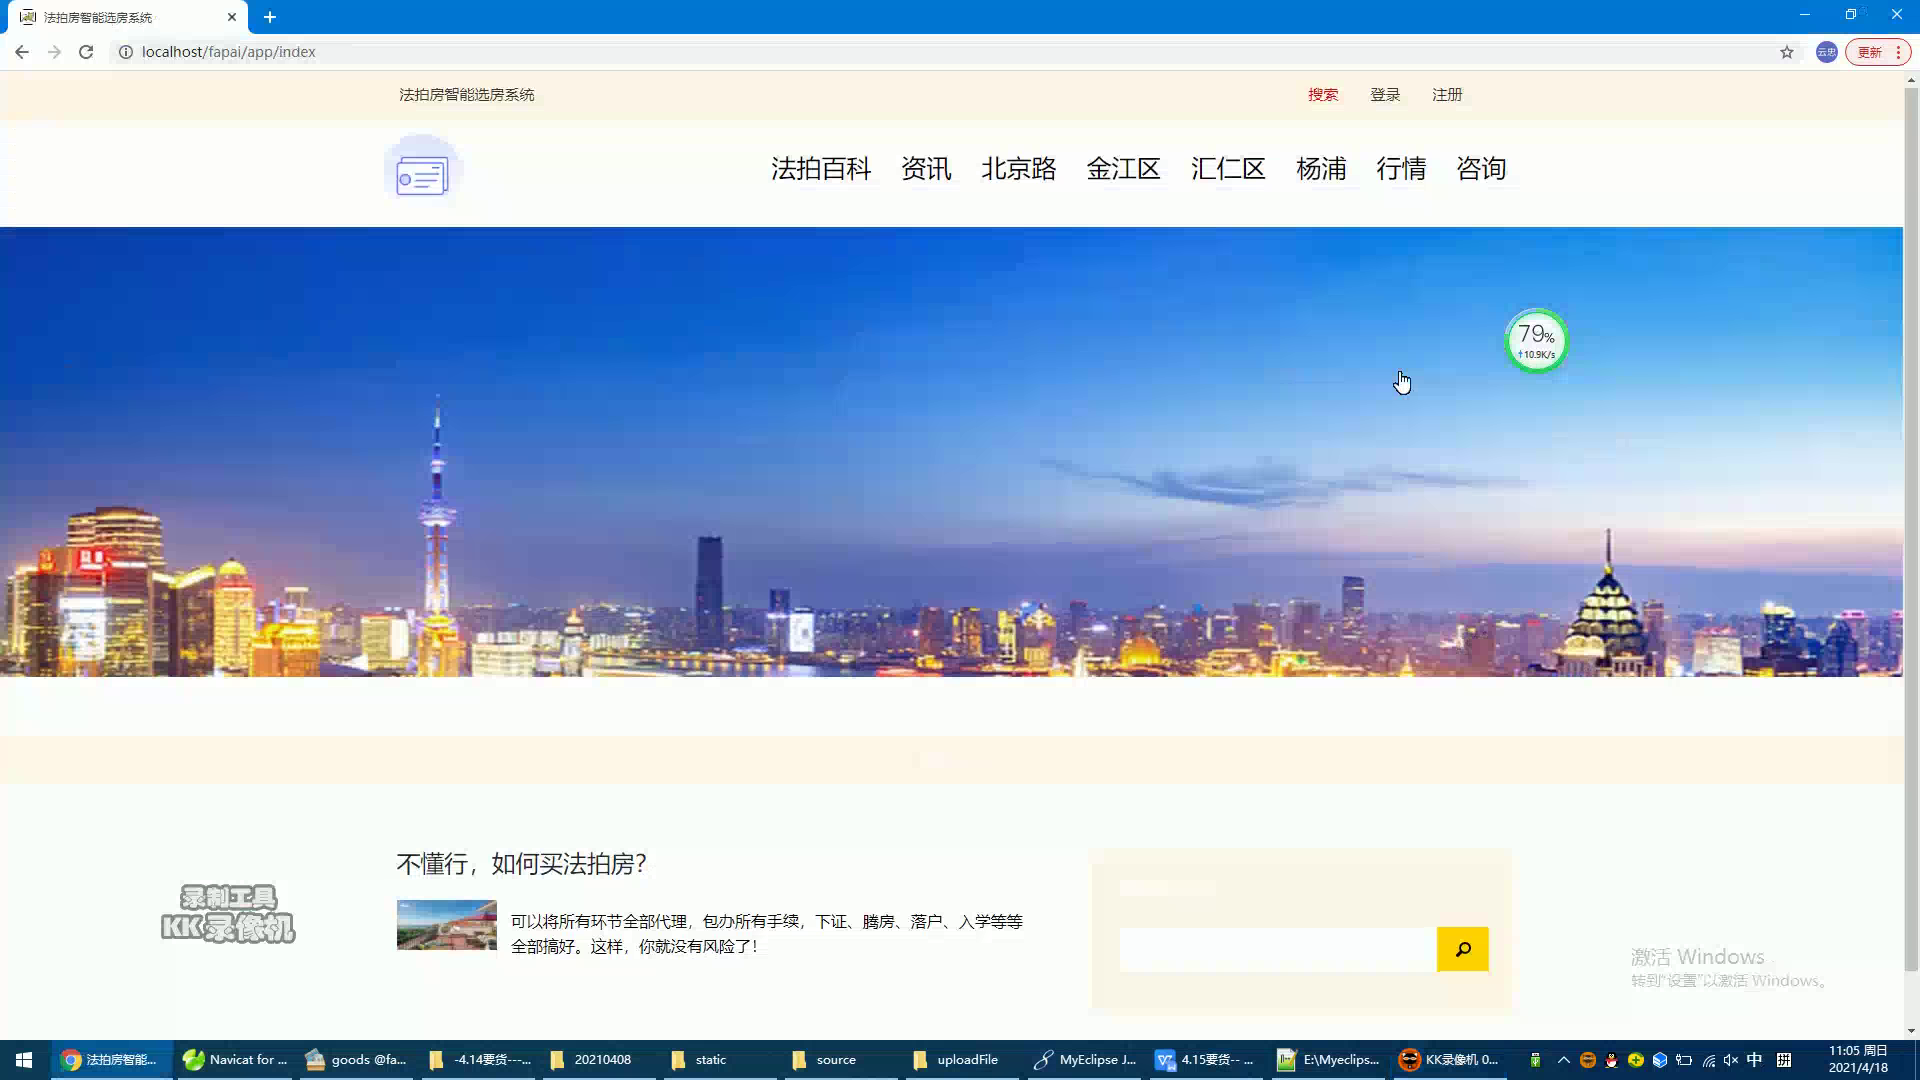 法拍房智能选房系统
localhost/fapai/app/index
云忠
更新
法拍房智能选房系统
搜索
登录
注册
法拍百科
资讯
北京路
金江区
汇仁区
杨浦
行情
咨询
79%
↑10.9K/s
不懂行，如何买法拍房？
可以将所有环节全部代理，包办所有手续，下证、腾房、落户、入学等等
全部搞好。这样，你就没有风险了！
录制工具
KK录像机
激活 Windows
转到"设置"以激活 Windows。
法拍房智能...
Navicat for ...
goods @fa...
-4.14要货---...
20210408
static
source
uploadFile
MyEclipse J...
4.15要货-- ...
E:\Myeclips...
KK录像机 0...
中
拼
11:05 周日
2021/4/18